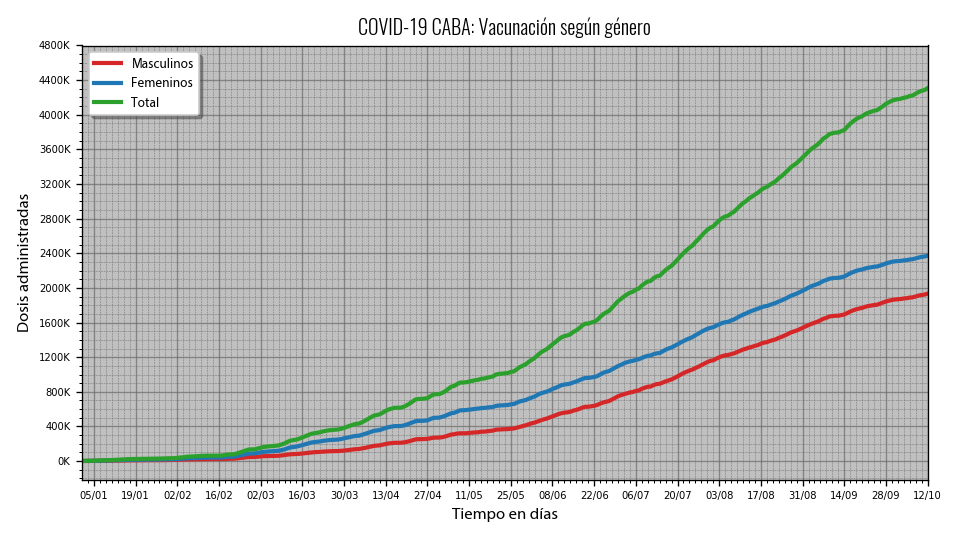 COVID-19 CABA: Vacunación según género
Masculinos
Femeninos
Total
Dosis administradas
4800K
4400K
4000K
3600K
3200K
2800K
2400K
2000K
1600K
1200K
800K
400K
0K
05/01 19/01 02/02 16/02 02/03 16/03 30/03 13/04 27/04 11/05 25/05 08/06 22/06 06/07 20/07 03/08 17/08 31/08 14/09 28/09 12/10
Tiempo en días